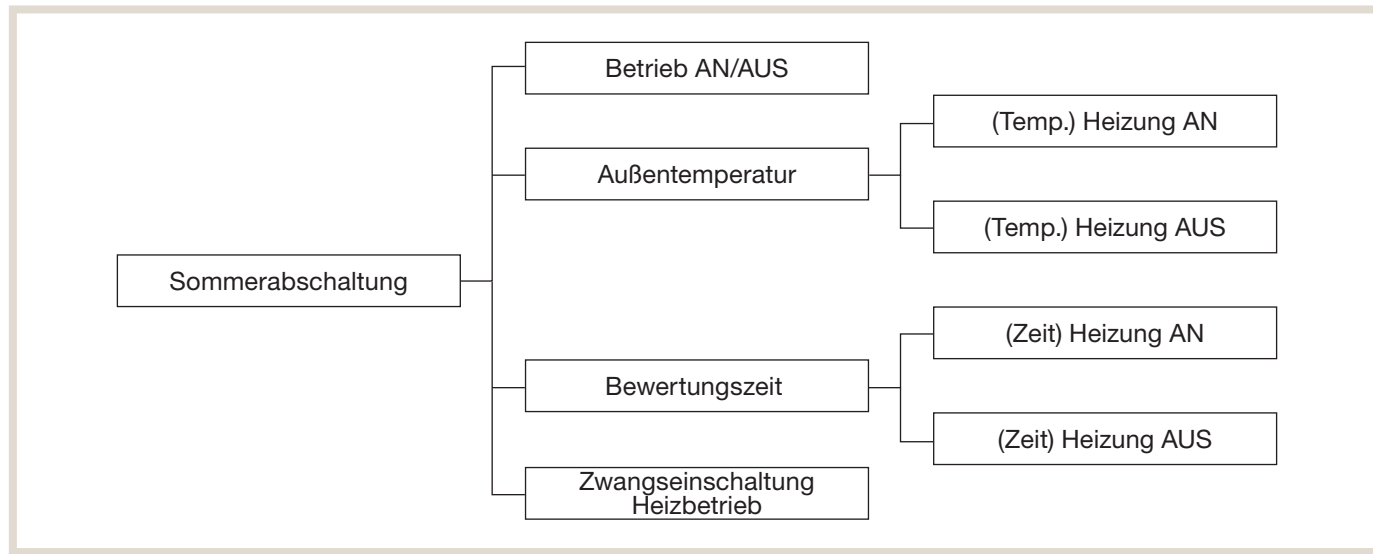 Betrieb AN/AUS
(Temp.) Heizung AN
Außentemperatur
(Temp.) Heizung AUS
Sommerabschaltung
(Zeit) Heizung AN
Bewertungszeit
(Zeit) Heizung AUS
Zwangseinschaltung
Heizbetrieb